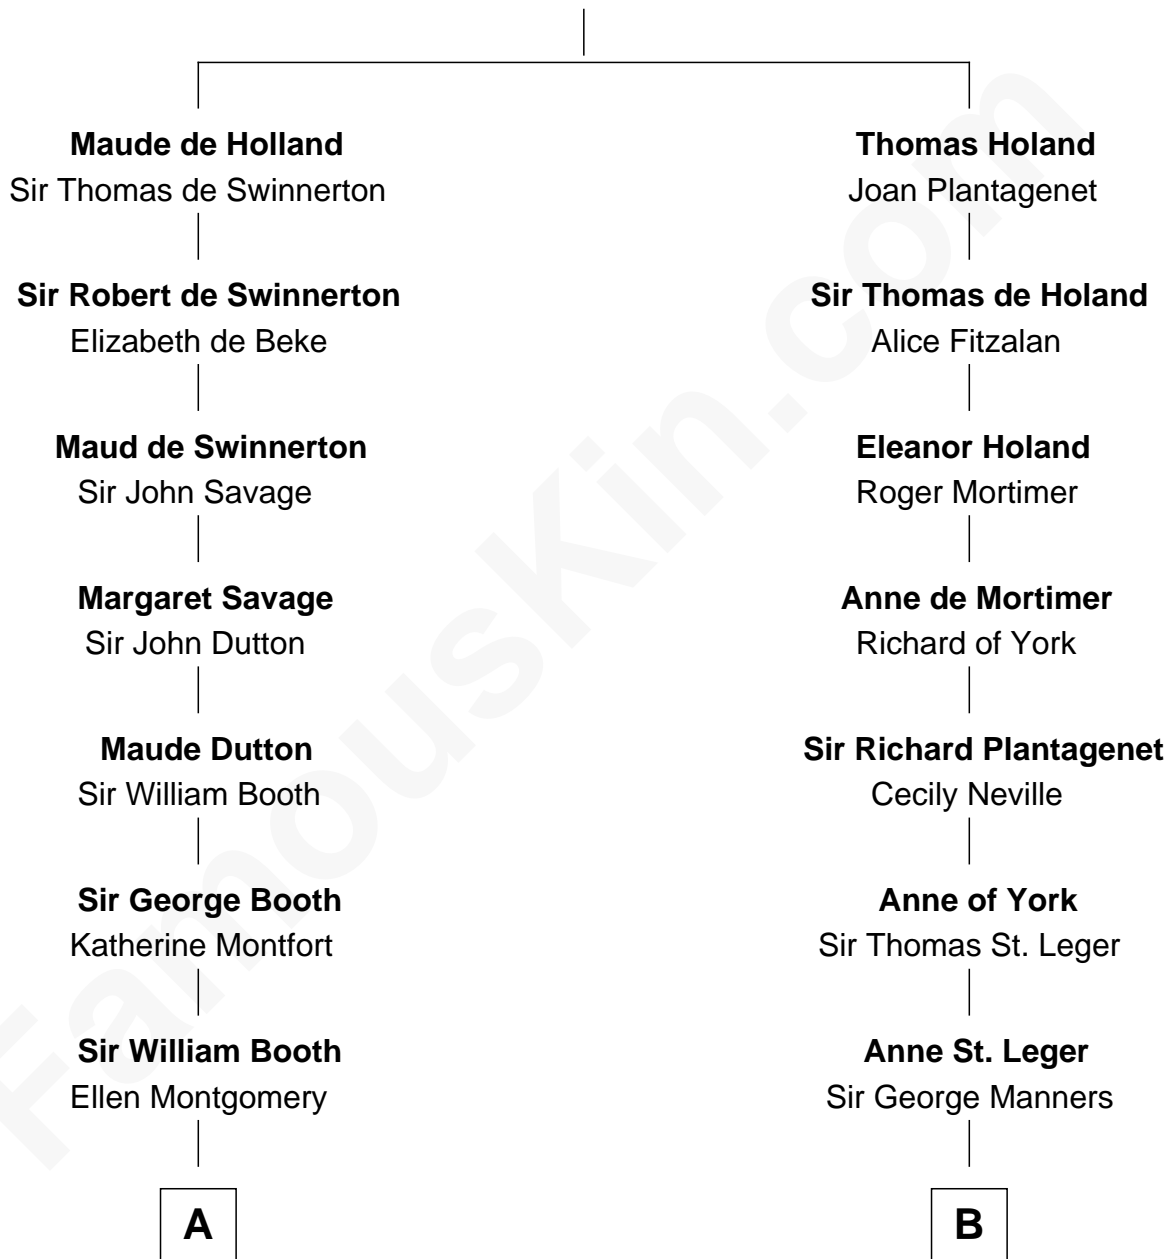 Maude de Holland
Sir Thomas de Swinnerton
Sir Robert de Swinnerton
Elizabeth de Beke
Maud de Swinnerton
Sir John Savage
Margaret Savage
Sir John Dutton
Maude Dutton
Sir William Booth
Sir George Booth
Katherine Montfort
Sir William Booth
Ellen Montgomery
A
Thomas Holand
Joan Plantagenet
Sir Thomas de Holand
Alice Fitzalan
Eleanor Holand
Roger Mortimer
Anne de Mortimer
Richard of York
Sir Richard Plantagenet
Cecily Neville
Anne of York
Sir Thomas St. Leger
Anne St. Leger
Sir George Manners
B
FamousKin.com